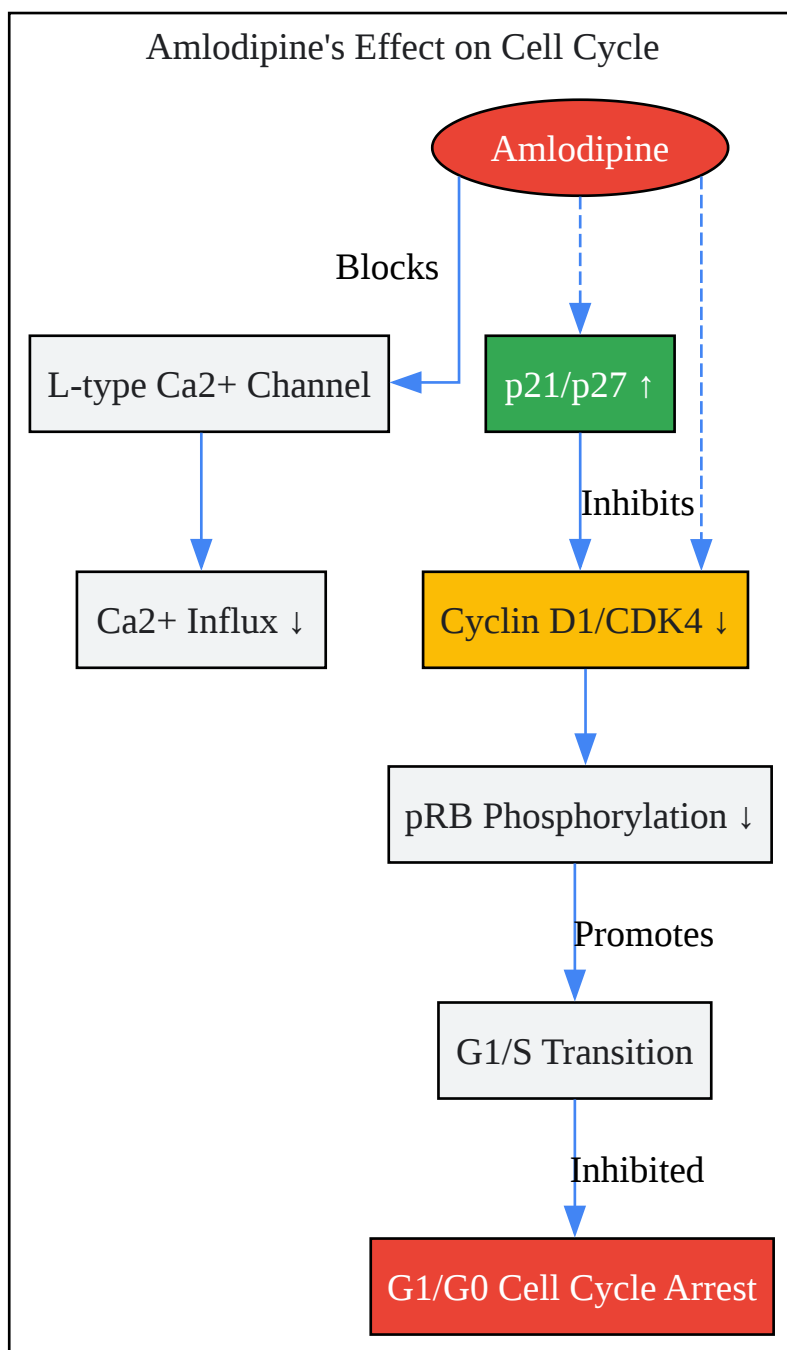 Amlodipine's Effect on Cell Cycle
Amlodipine
Blocks
L-type Ca2+ Channel
p21/p27 ↑
Inhibits
Ca2+ Influx ↓
Cyclin D1/CDK4 ↓
pRB Phosphorylation ↓
Promotes
G1/S Transition
Inhibited
G1/G0 Cell Cycle Arrest